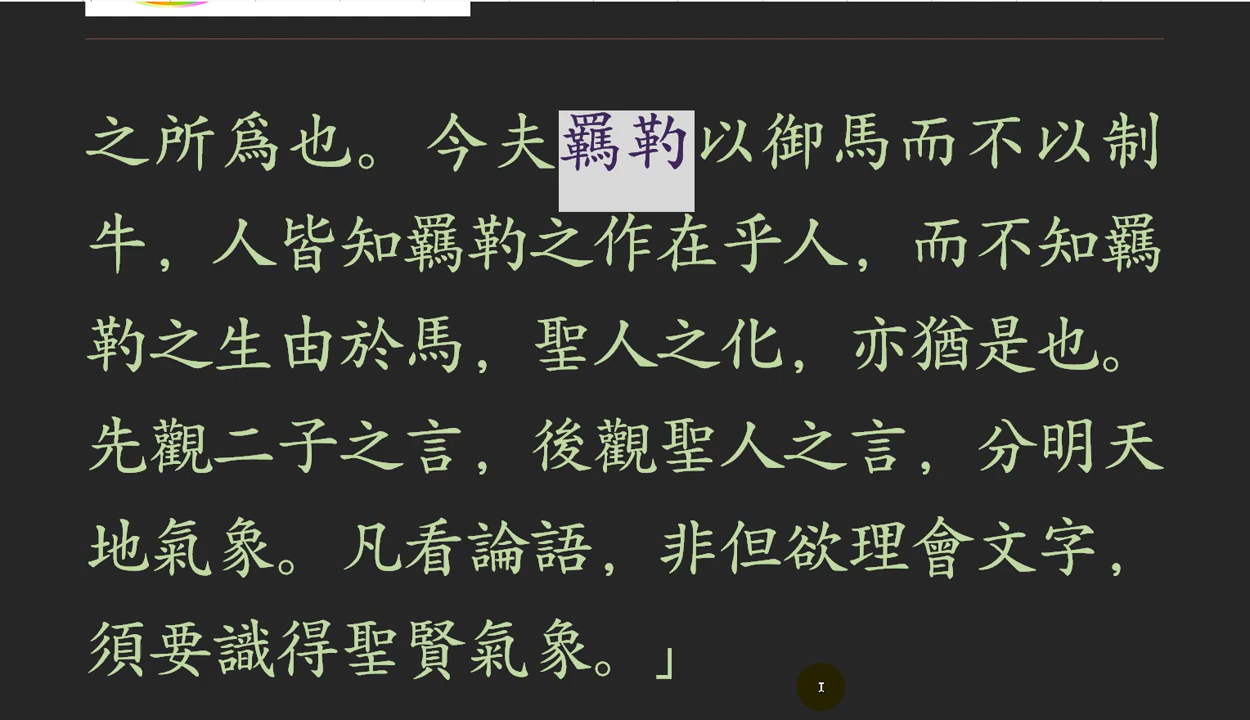 之所爲也。今夫羈靮以御馬而不以制
牛，人皆知羈靮之作在乎人，而不知羈
靮之生由於馬，聖人之化，亦猶是也。
先觀二子之言，後觀聖人之言，分明天
地氣象。凡看論語，非但欲理會文字，
須要識得聖賢氣象。」